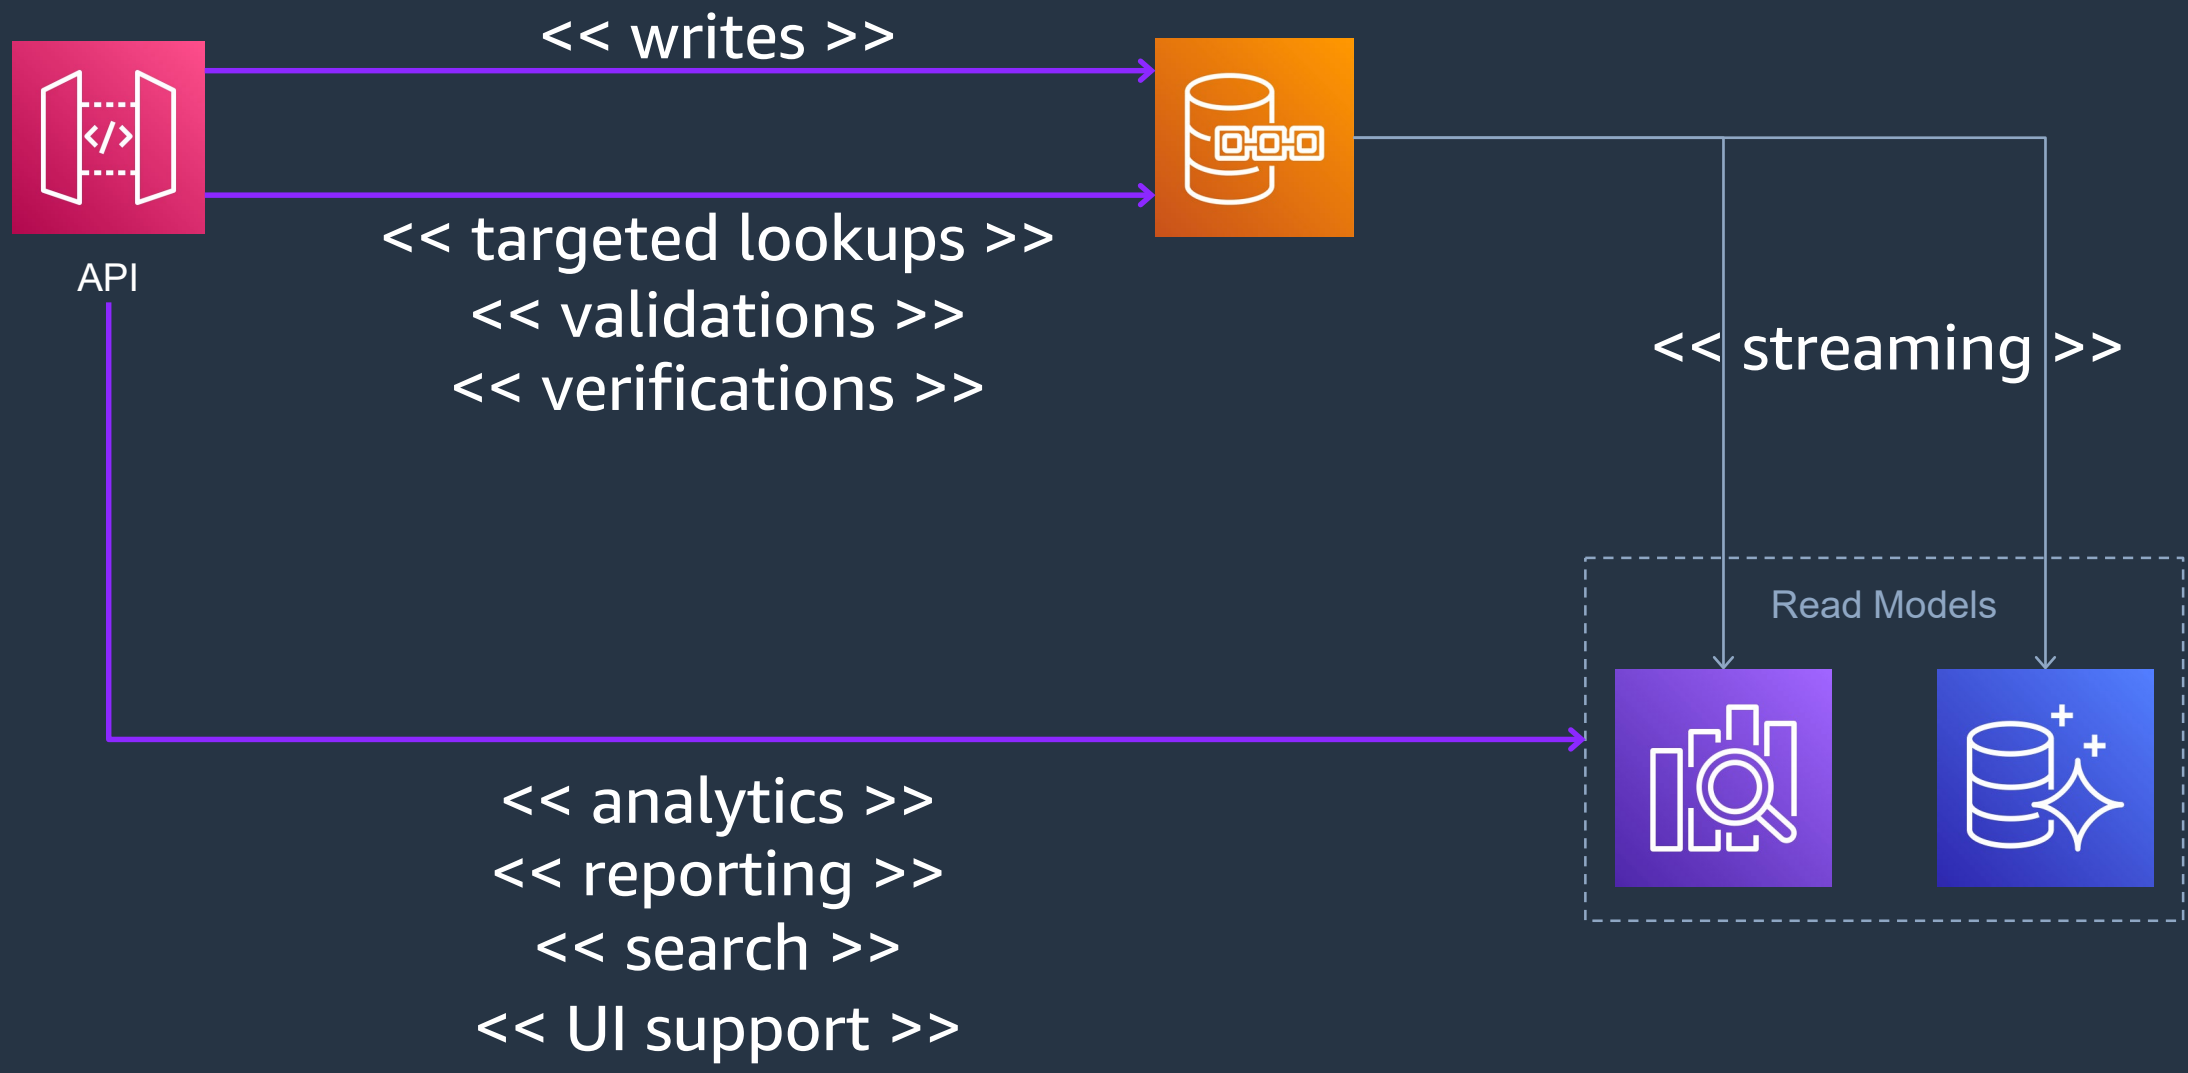 << writes >>
</>
API
<< targeted lookups >>
<< validations >>
<< verifications >>
<< streaming >>
Read Models
<< analytics >>
<< reporting >>
<< search >>
<< UI support >>